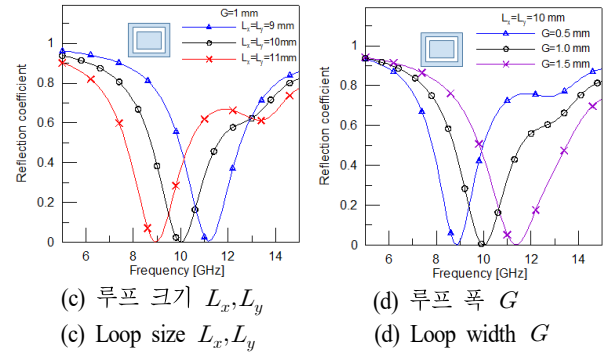 G=1 mm
Lx=Ly=9 mm
Lx=Ly=10mm
Lx=Ly=11mm
Reflection coefficient
1
0.8
0.6
0.4
0.2
0
6 8 10 12 14
Frequency [GHz]
(c) 루프 크기 Lx,Ly
(c) Loop size Lx,Ly
Lx=Ly=10 mm
G=0.5 mm
G=1.0 mm
G=1.5 mm
Reflection coefficient
1
0.8
0.6
0.4
0.2
0
6 8 10 12 14
Frequency [GHz]
(d) 루프 폭 G
(d) Loop width G